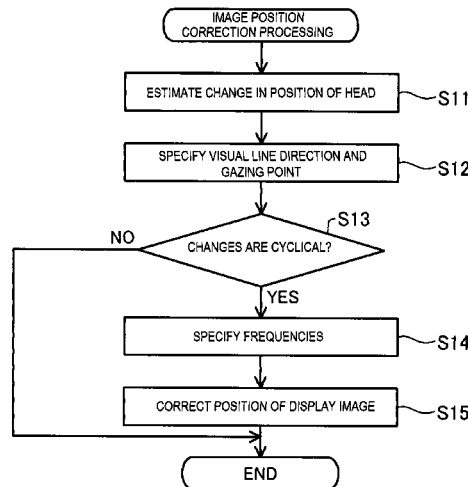 IMAGE POSITION
CORRECTION PROCESSING
ESTIMATE CHANGE IN POSITION OF HEAD
S11
SPECIFY VISUAL LINE DIRECTION AND
GAZING POINT
S12
S13
NO
CHANGES ARE CYCLICAL?
YES
SPECIFY FREQUENCIES
S14
CORRECT POSITION OF DISPLAY IMAGE
S15
END